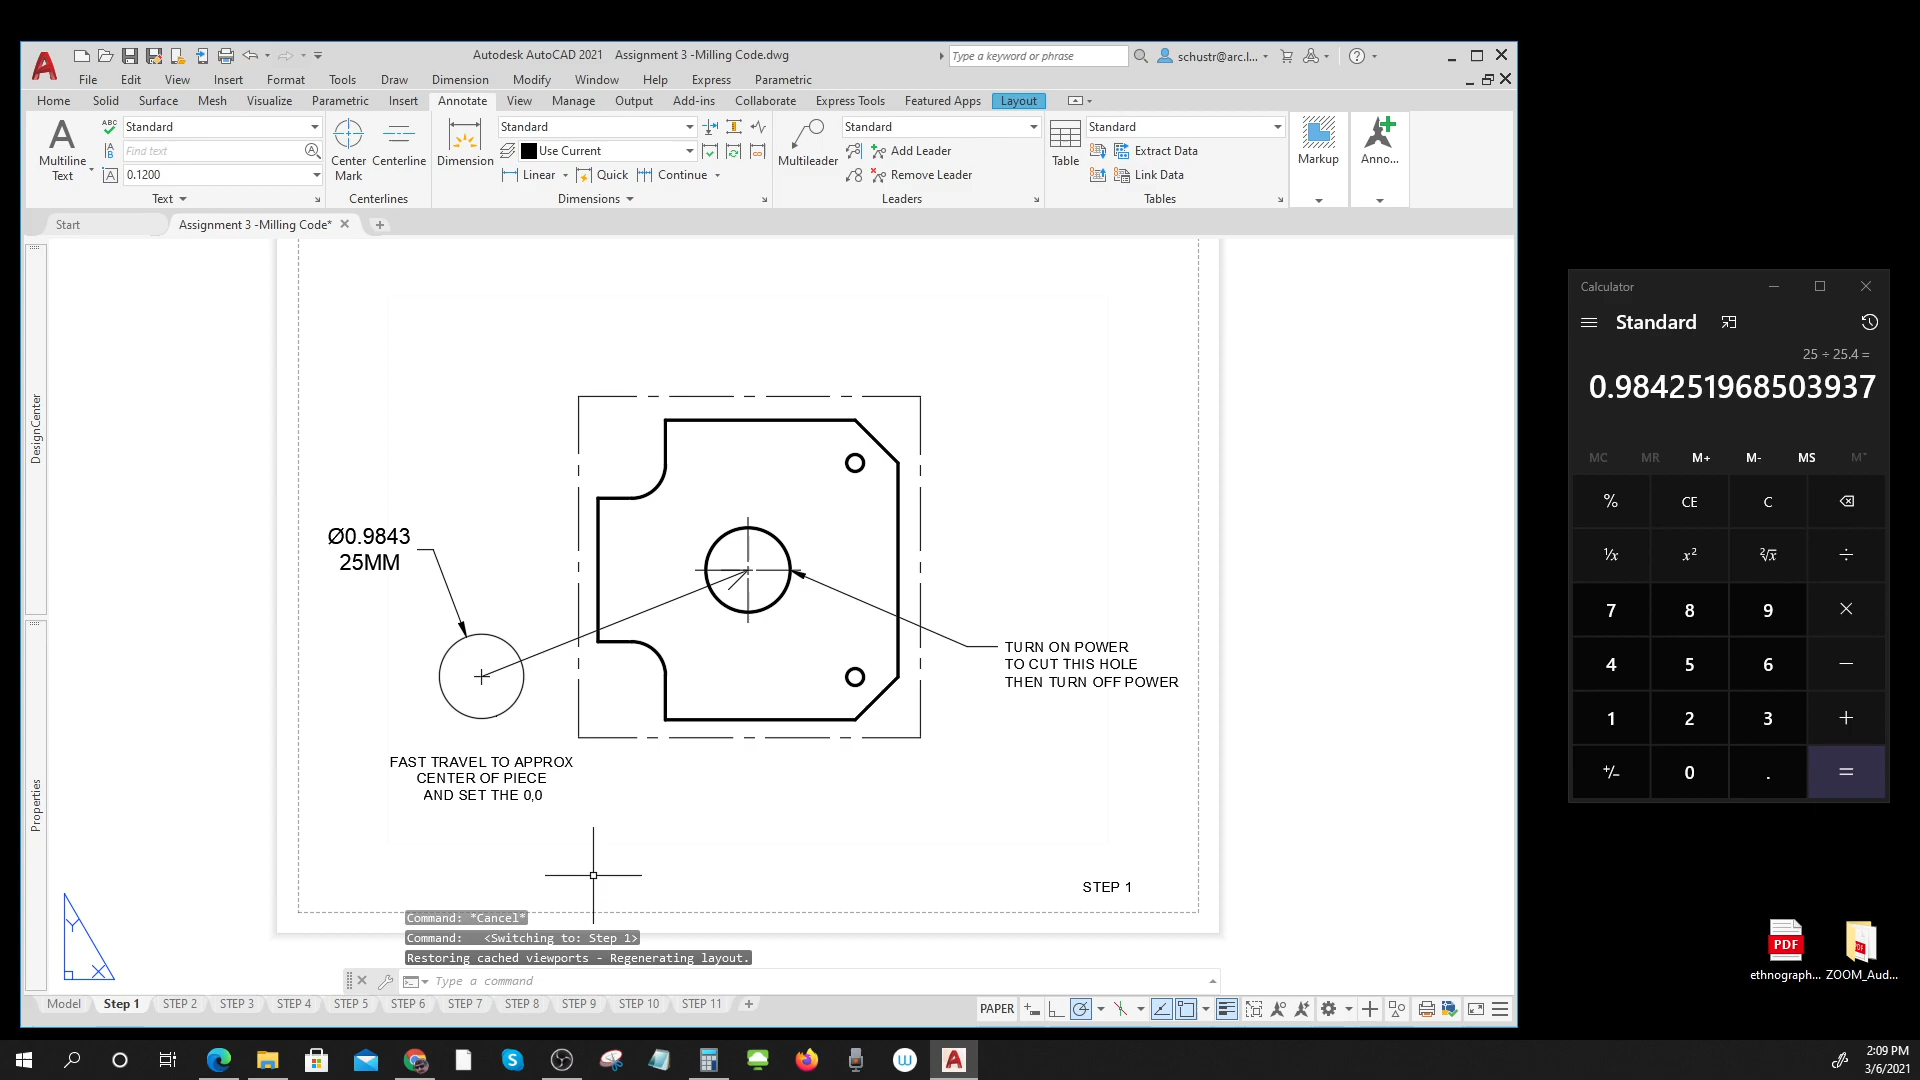 Autodesk AutoCAD 2021 Assignment 3 -Milling Code.dwg
Type a keyword or phrase
schustr@arc.l...
File Edit View Insert Format Tools Draw Dimension Modify Window Help Express Parametric
Home Solid Surface Mesh Visualize Parametric Insert Annotate View Manage Output Add-ins Collaborate Express Tools Featured Apps Layout
Multiline Text
ABC
Standard
Find text
0.1200
Text
Center Mark
Centerline
Centerlines
Dimension
Standard
Use Current
Linear Quick Continue
Dimensions
Multileader
Standard
Add Leader
Remove Leader
Leaders
Table
Standard
Extract Data
Link Data
Tables
Markup
Anno...
Start
Assignment 3 -Milling Code*
DesignCenter
Properties
Ø0.9843
25MM
TURN ON POWER
TO CUT THIS HOLE
THEN TURN OFF POWER
FAST TRAVEL TO APPROX
CENTER OF PIECE
AND SET THE 0,0
STEP 1
Y
X
Command: *Cancel*
Command: <Switching to: Step 1>
Restoring cached viewports - Regenerating layout.
Type a command
Model Step 1 STEP 2 STEP 3 STEP 4 STEP 5 STEP 6 STEP 7 STEP 8 STEP 9 STEP 10 STEP 11
PAPER
Calculator
Standard
25 ÷ 25.4 =
0.984251968503937
MC MR M+ M- MS M˅
% CE C
¹/x x² ²√x ÷
7 8 9 ×
4 5 6 −
1 2 3 +
+/− 0 . =
PDF
ethnograph...
ZOOM_Aud...
2:09 PM
3/6/2021